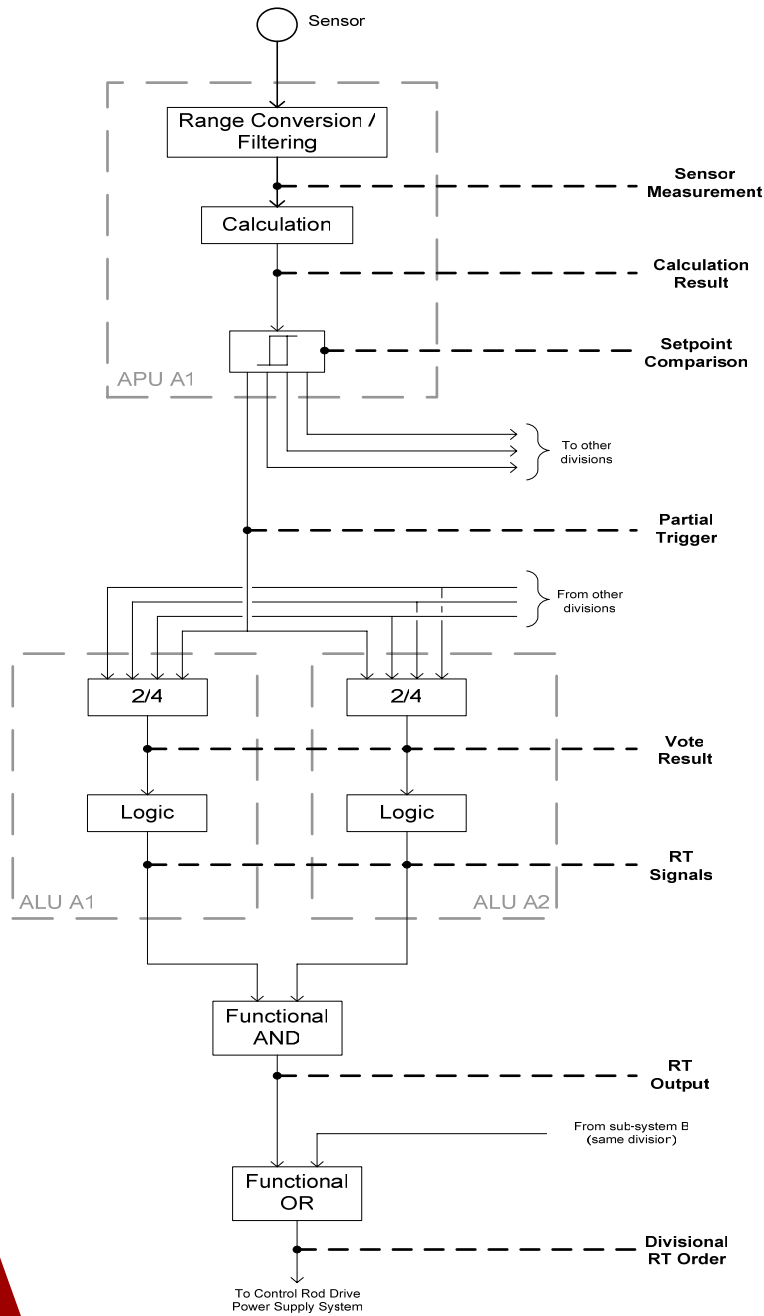 Sensor
Range Conversion /
Filtering
Sensor
Measurement
Calculation
Calculation
Result
Setpoint
Comparison
APU A1
To other
divisions
Partial
Trigger
From other
divisions
2/4
2/4
Vote
Result
Logic
Logic
RT
Signals
ALU A1
ALU A2
Functional
AND
RT
Output
From sub-system B
(same division)
Functional
OR
Divisional
RT Order
To Control Rod Drive
Power Supply System